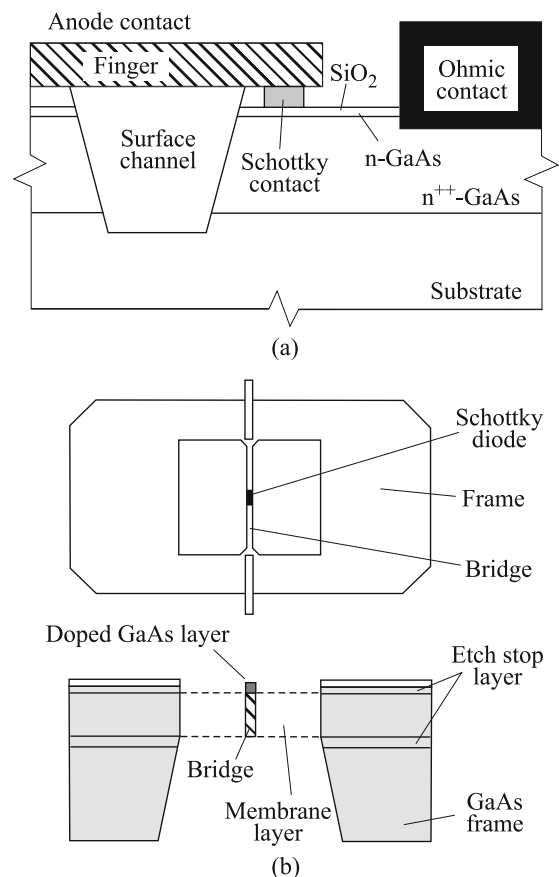 Anode contact
Finger
SiO₂
Ohmic
contact
Surface
channel
Schottky
contact
n-GaAs
n⁺⁺-GaAs
Substrate
(a)
Schottky
diode
Frame
Bridge
Doped GaAs layer
Etch stop
layer
Bridge
Membrane
layer
GaAs
frame
(b)